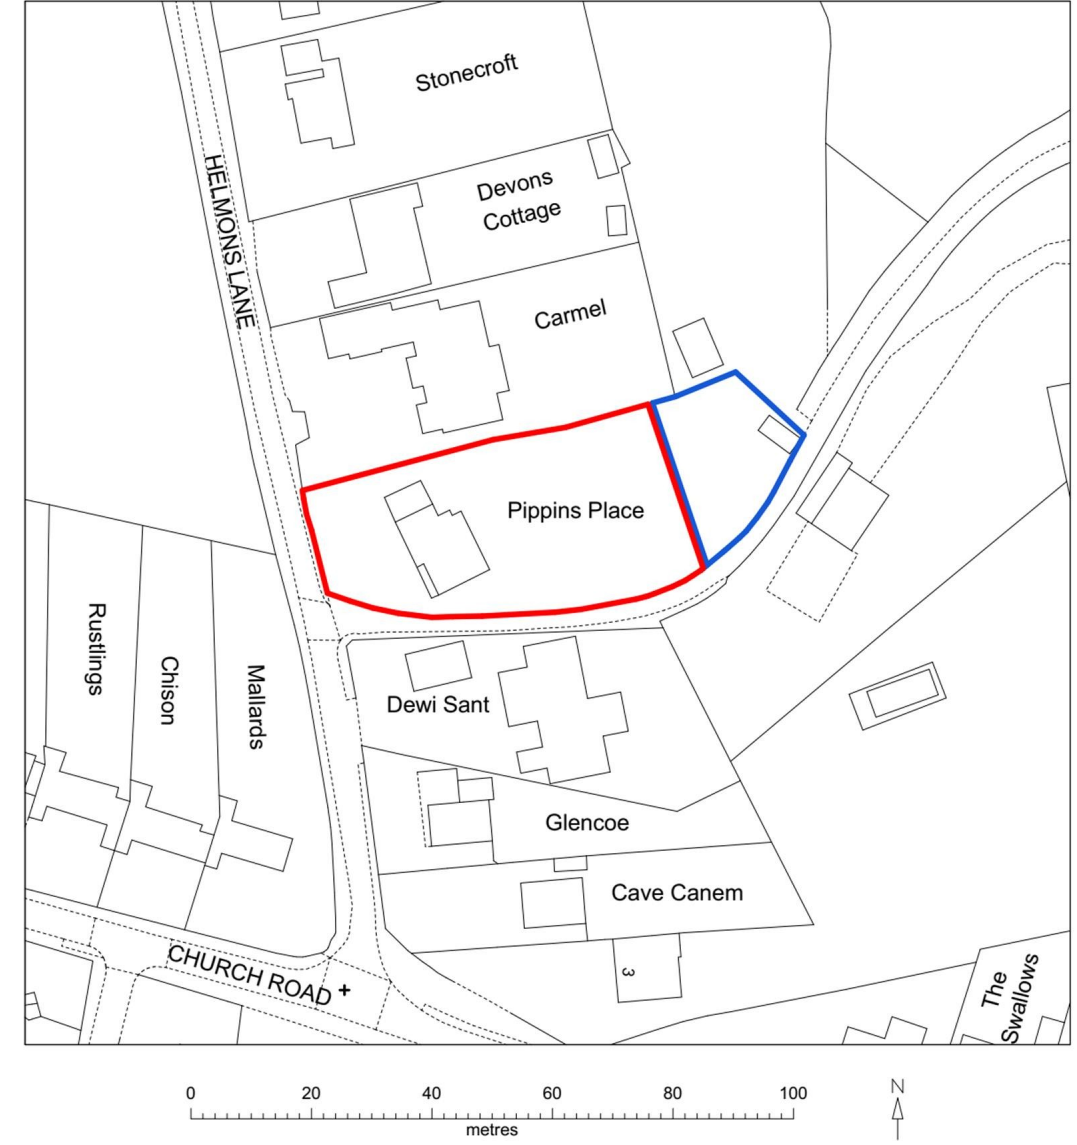 Stonecroft
Devons
Cottage
HELMONS LANE
Carmel
Pippins Place
Rustlings
Chison
Mallards
Dewi Sant
Glencoe
Cave Canem
3
CHURCH ROAD +
The
Swallows
0 20 40 60 80 100
metres
N